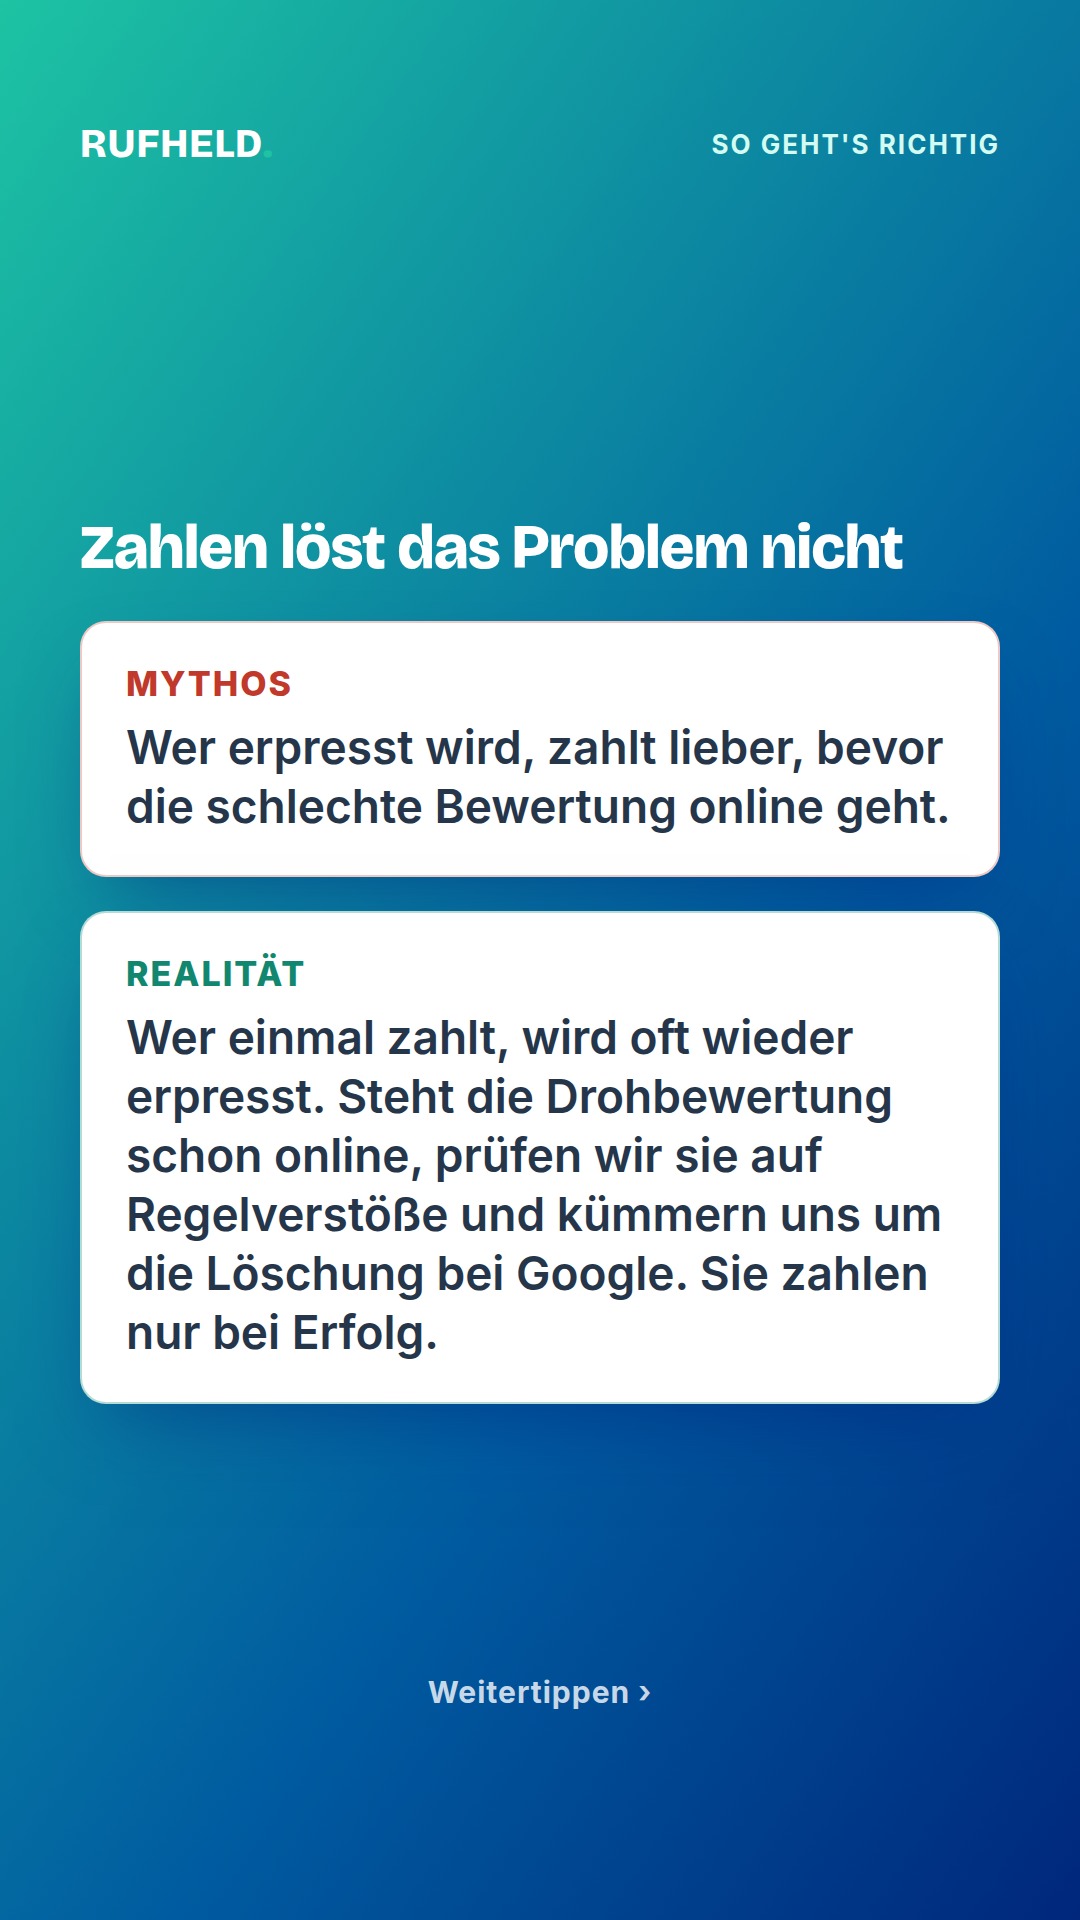 RUFHELD.
SO GEHT'S RICHTIG
Zahlen löst das Problem nicht
MYTHOS
Wer erpresst wird, zahlt lieber, bevor
die schlechte Bewertung online geht.
REALITÄT
Wer einmal zahlt, wird oft wieder
erpresst. Steht die Drohbewertung
schon online, prüfen wir sie auf
Regelverstöße und kümmern uns um
die Löschung bei Google. Sie zahlen
nur bei Erfolg.
Weitertippen ›